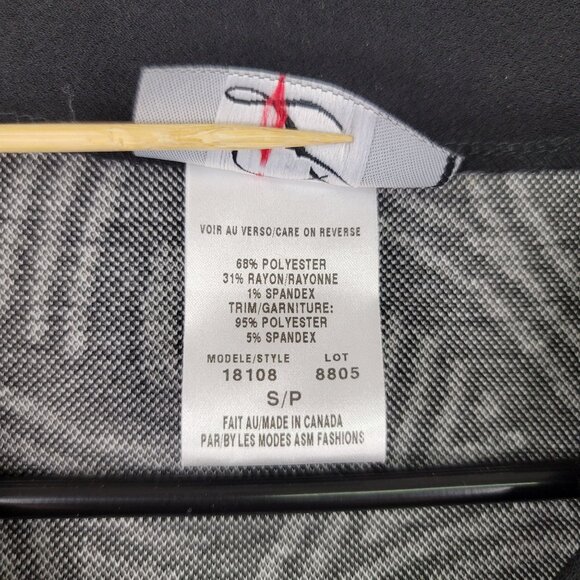 VOIR AU VERSO/CARE ON REVERSE
68% POLYESTER
31% RAYON/RAYONNE
1% SPANDEX
TRIM/GARNITURE:
95% POLYESTER
5% SPANDEX
MODELE/STYLE LOT
18108 8805
S/P
FAIT AU/MADE IN CANADA
PAR/BY LES MODES ASM FASHIONS